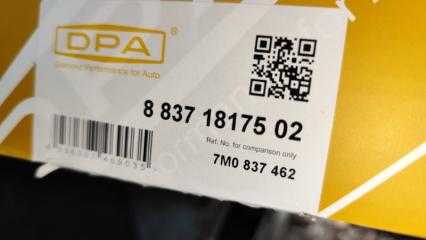 DPA®
Diamond Performance for Auto
8 837 18175 02
Ref. No. for comparison only
7M0 837 462